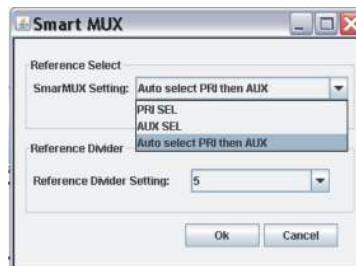 Smart MUX
Reference Select
SmarMUX Setting: Auto select PRI then AUX
PRI SEL
AUX SEL
Auto select PRI then AUX
Reference Divider
Reference Divider Setting: 5
Ok Cancel